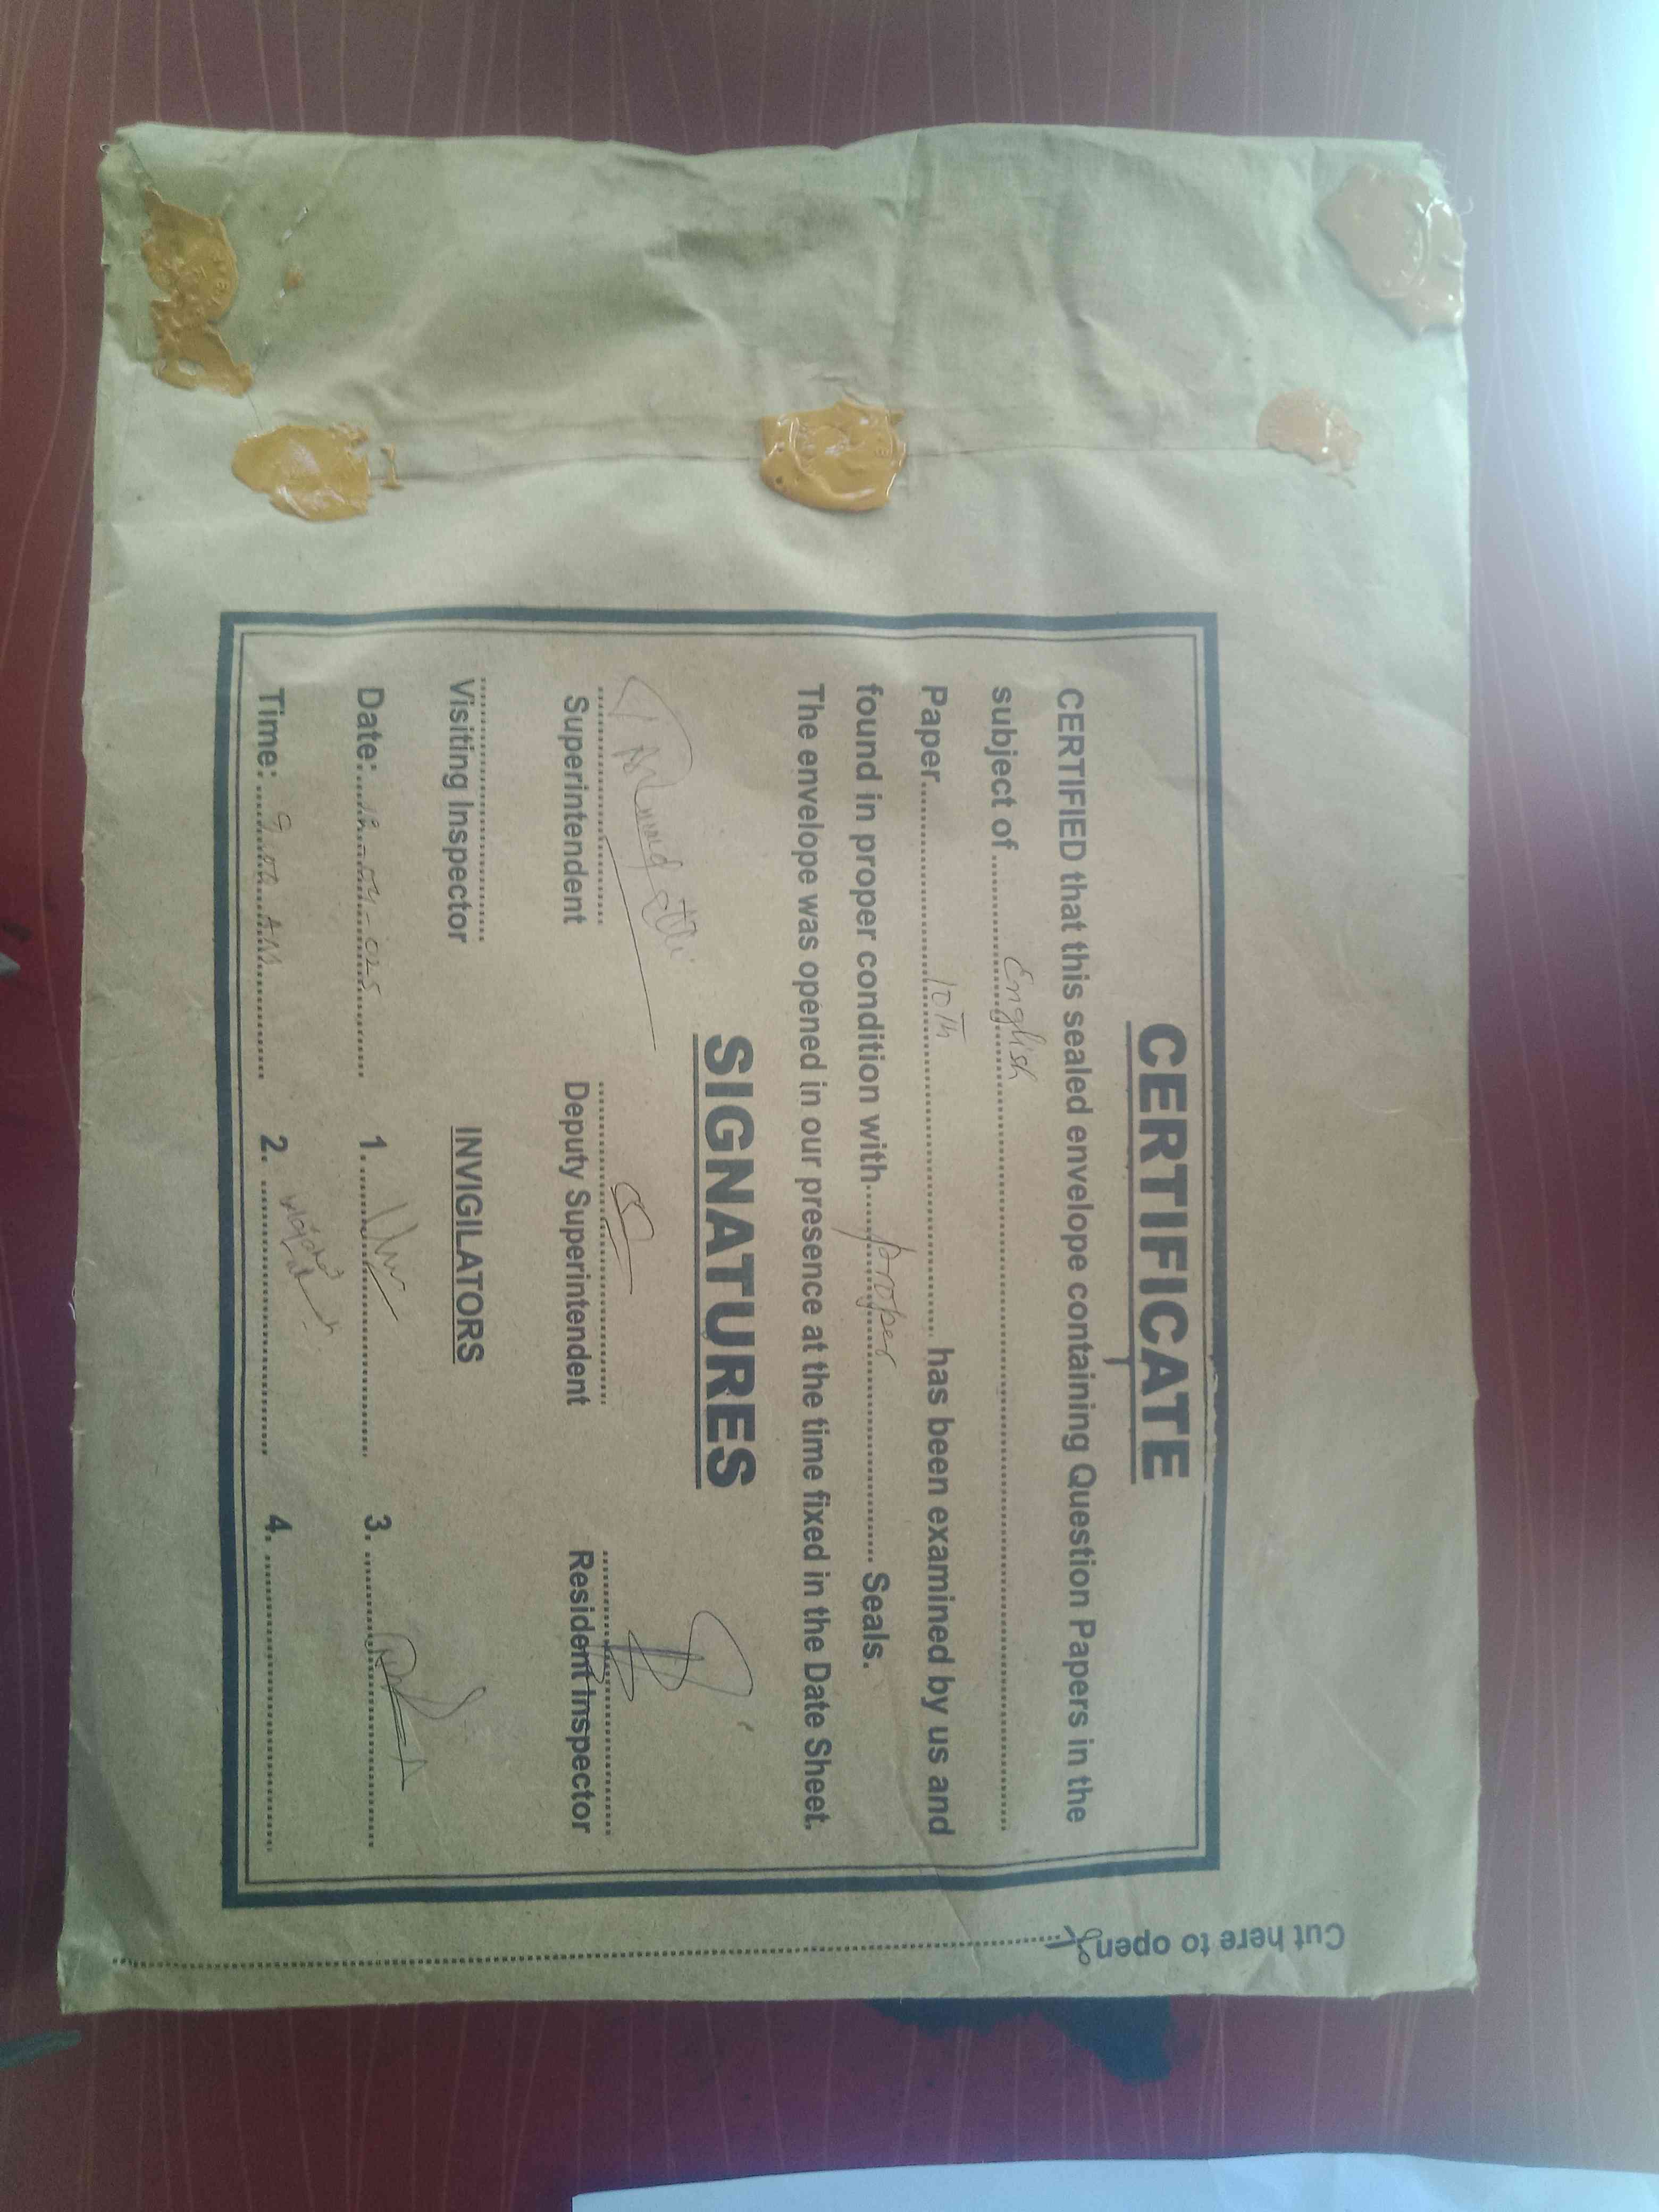 CERTIFICATE
CERTIFIED that this sealed envelope containing Question Papers in the
subject of English
Paper 10Th has been examined by us and
found in proper condition with proper Seals.
The envelope was opened in our presence at the time fixed in the Date Sheet.
SIGNATURES
Superintendent Deputy Superintendent Resident Inspector
Visiting Inspector INVIGILATORS
Date: 1. 3.
Time: 9:00 AM 2. 4.
Cut here to open